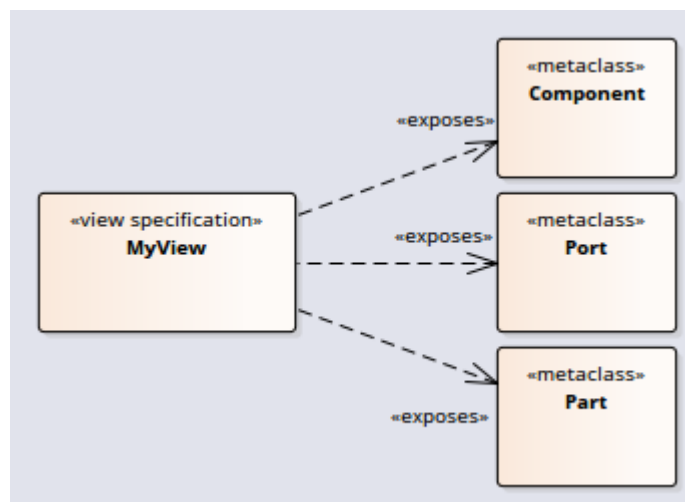 «metaclass»
Component
«exposes»
«view specification»
MyView
«exposes»
«metaclass»
Port
«metaclass»
Part
«exposes»